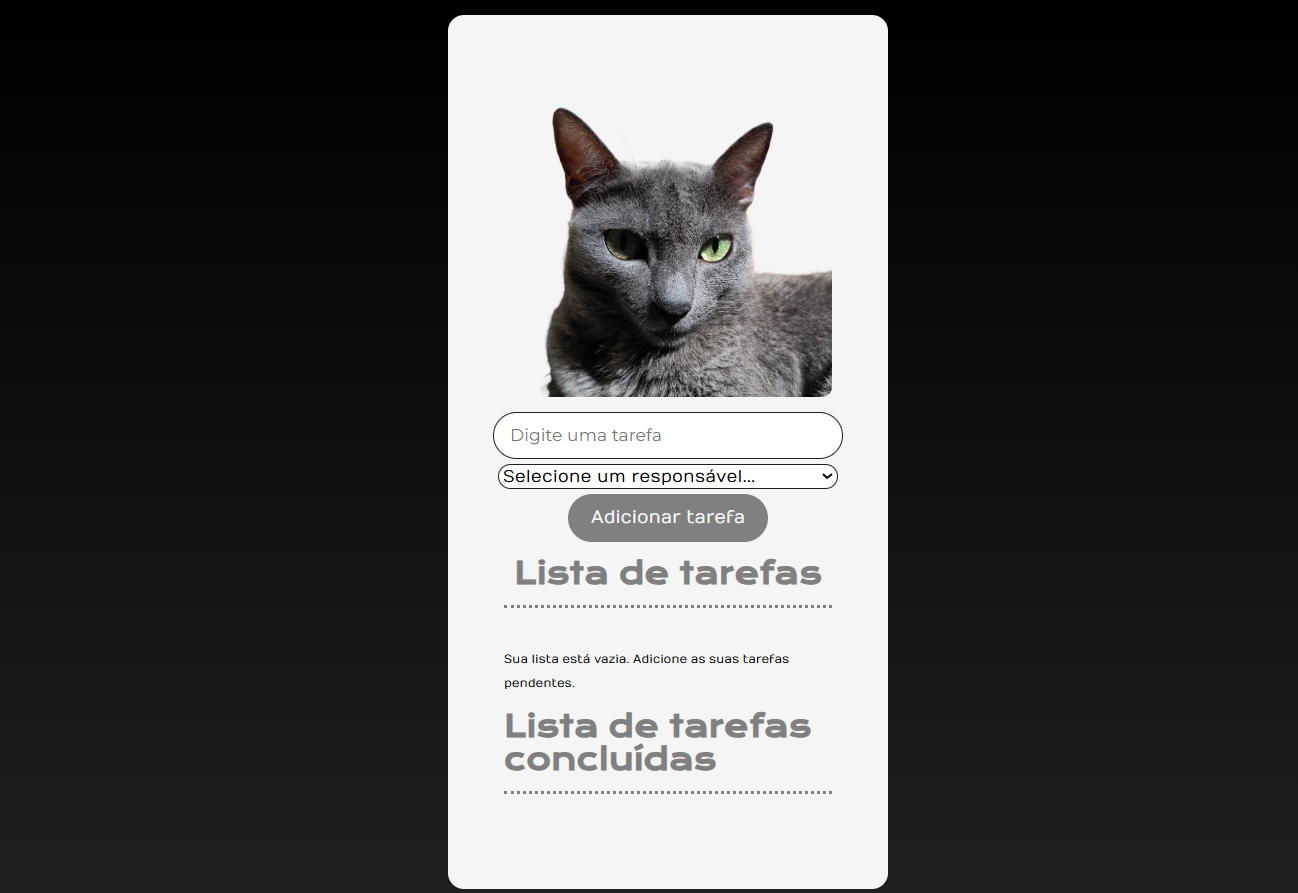 Digite uma tarefa
Selecione um responsável...
Adicionar tarefa
Lista de tarefas
Sua lista está vazia. Adicione as suas tarefas
pendentes.
Lista de tarefas
concluídas